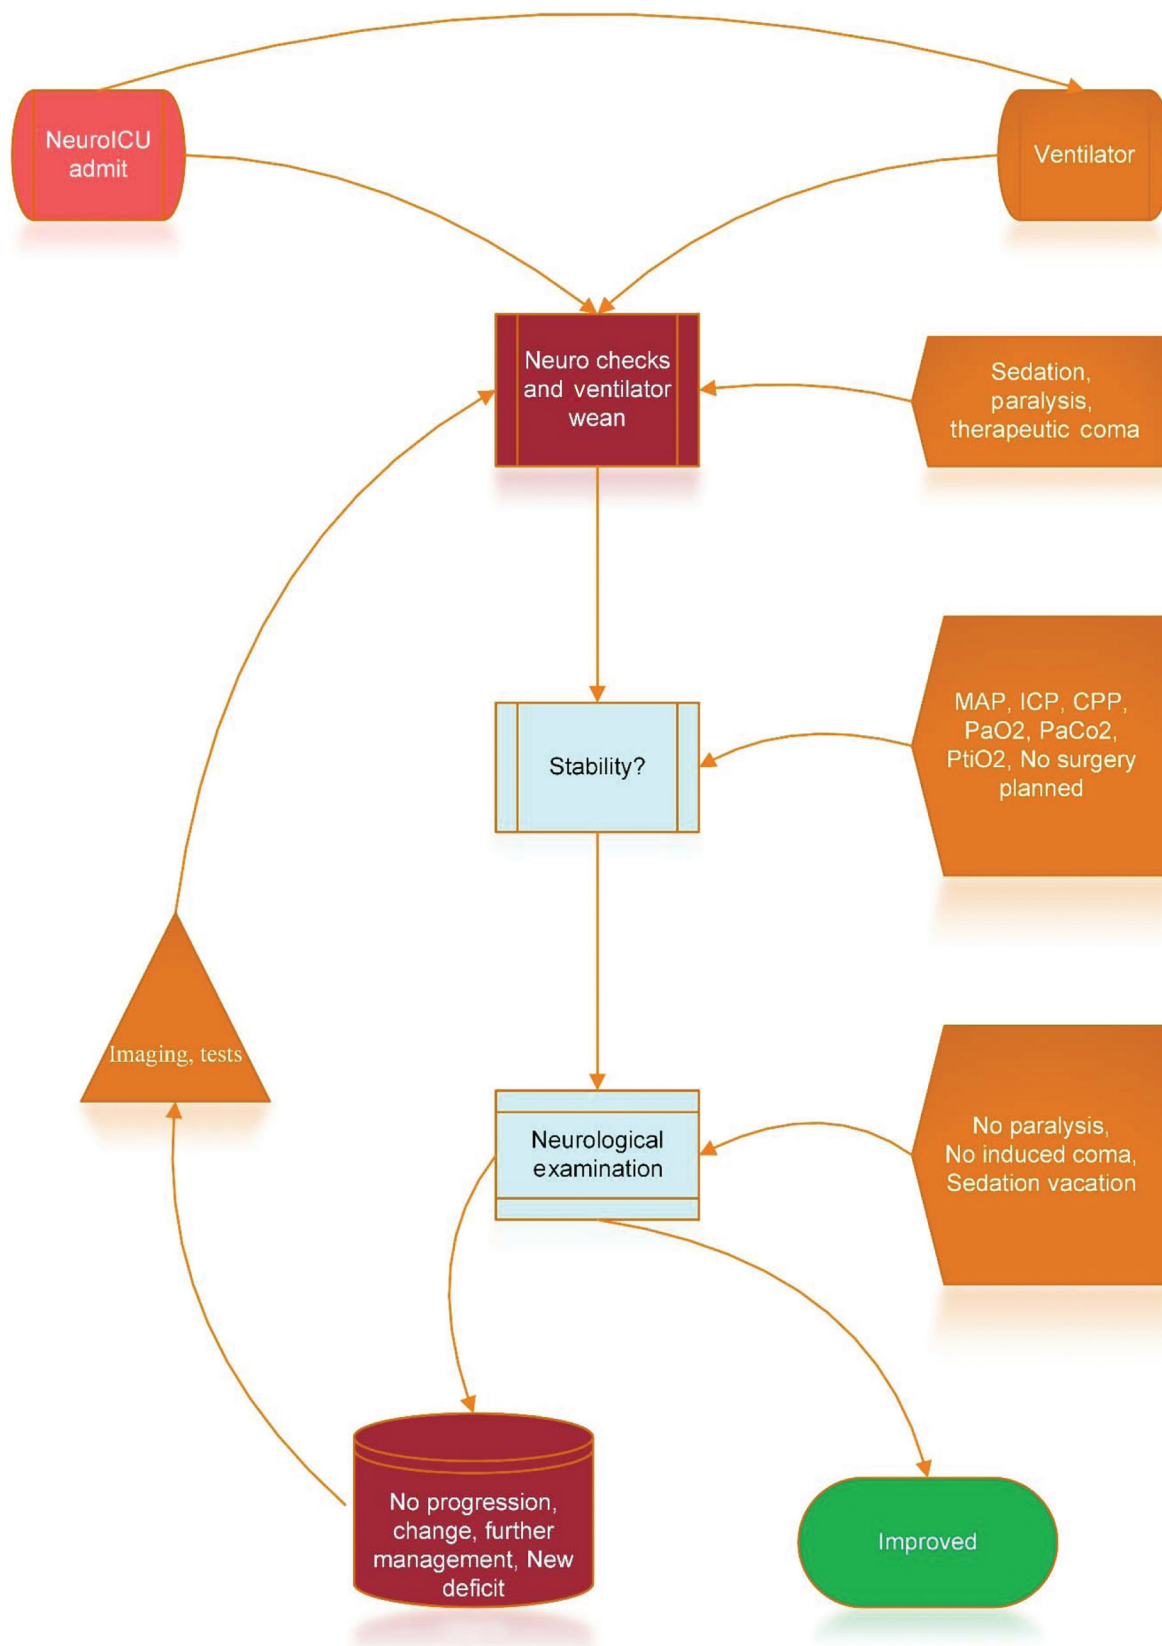 NeuroICU
admit
Ventilator
Neuro checks
and ventilator
wean
Sedation,
paralysis,
therapeutic coma
MAP, ICP, CPP,
PaO2, PaCo2,
PtiO2, No surgery
planned
Stability?
Imaging, tests
Neurological
examination
No paralysis,
No induced coma,
Sedation vacation
No progression,
change, further
management, New
deficit
Improved